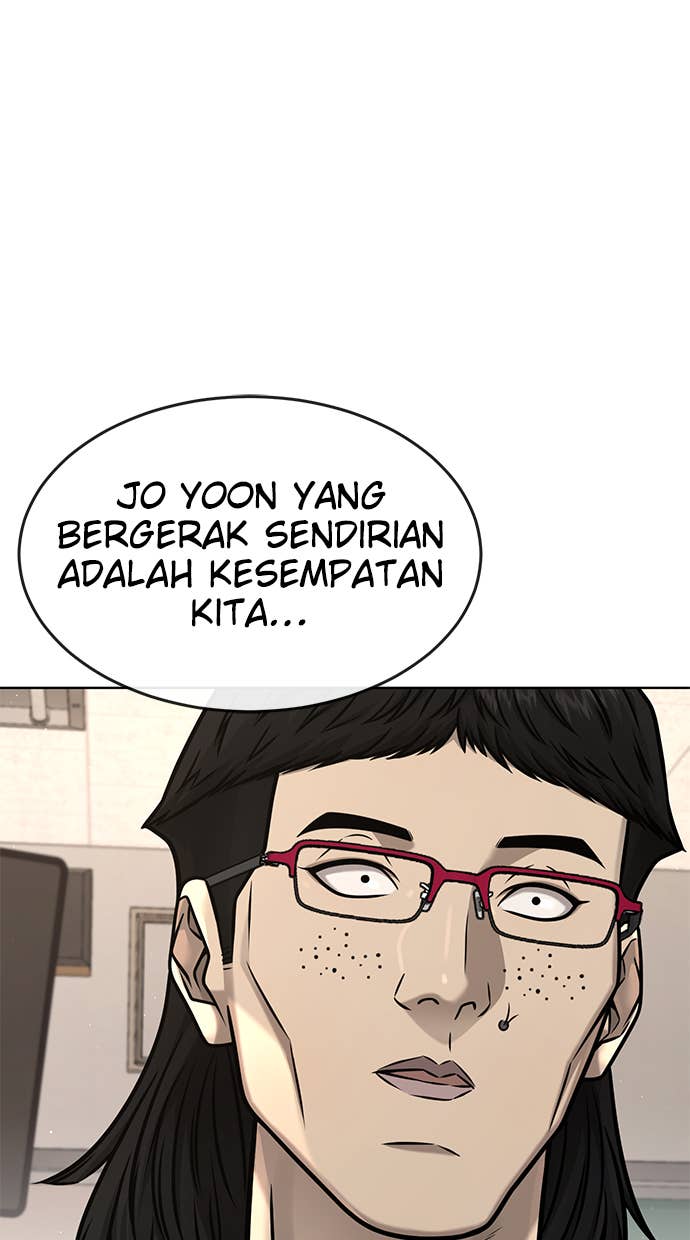 JO YOON YANG
BERGERAK SENDIRIAN
ADALAH KESEMPATAN
KITA...